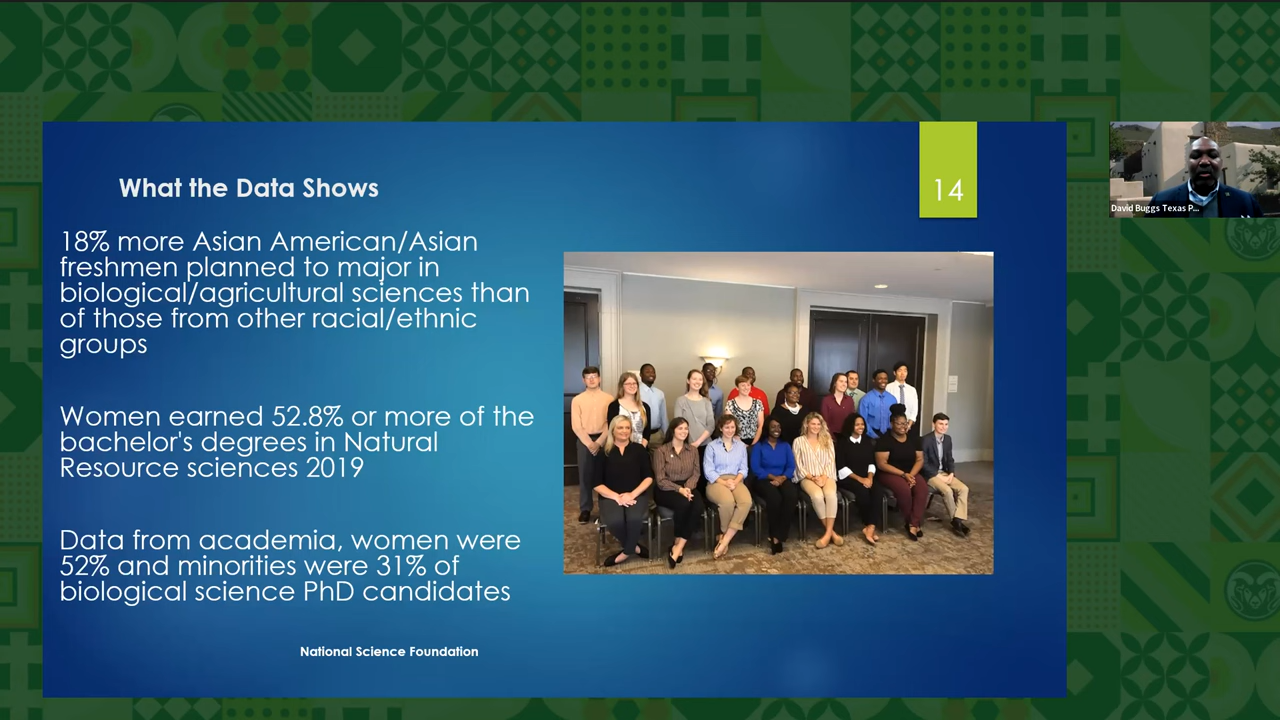 What the Data Shows
14
18% more Asian American/Asian
freshmen planned to major in
biological/agricultural sciences than
of those from other racial/ethnic
groups
Women earned 52.8% or more of the
bachelor's degrees in Natural
Resource sciences 2019
Data from academia, women were
52% and minorities were 31% of
biological science PhD candidates
National Science Foundation
David Buggs Texas P...